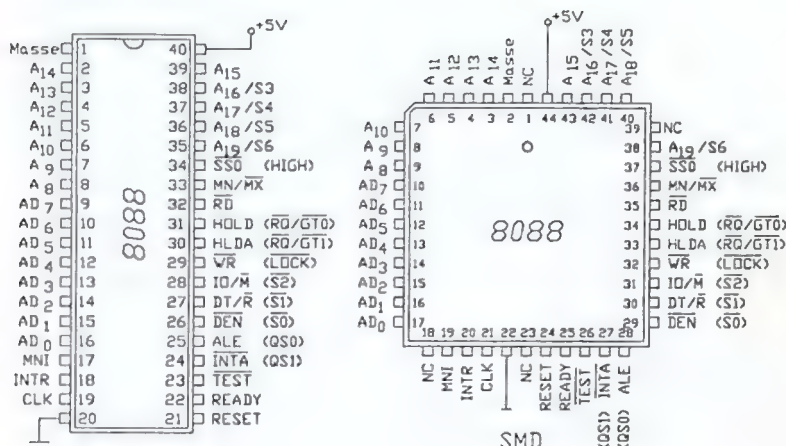 +5V
Masse 1 40
A14 2 39 A15
A13 3 38 A16/S3
A12 4 37 A17/S4
A11 5 36 A18/S5
A10 6 35 A19/S6
A9 7 34 SSO (HIGH)
A8 8 33 MN/MX
AD7 9 32 RD
AD6 10 31 HOLD (RQ/GT0)
AD5 11 30 HLDA (RQ/GT1)
AD4 12 29 WR (LOCK)
AD3 13 28 IO/M (S2)
AD2 14 27 DT/R (S1)
AD1 15 26 DEN (S0)
AD0 16 25 ALE (QS0)
MNI 17 24 INTA (QS1)
INTR 18 23 TEST
CLK 19 22 READY
20 21 RESET
8088
+5V
A11 A12 A13 A14 Masse NC A15 A16/S3 A17/S4 A18/S5
6 5 4 3 2 1 44 43 42 41 40
A10 7 39 NC
A9 8 38 A19/S6
A8 9 37 SSO (HIGH)
AD7 10 36 MN/MX
AD6 11 35 RD
AD5 12 34 HOLD (RQ/GT0)
AD4 13 33 HLDA (RQ/GT1)
AD3 14 32 WR (LOCK)
AD2 15 31 IO/M (S2)
AD1 16 30 DT/R (S1)
AD0 17 29 DEN (S0)
8088
18 19 20 21 22 23 24 25 26 27 28
NC MNI INTR CLK NC RESET READY TEST INTA (QS1) ALE (QS0)
SMD